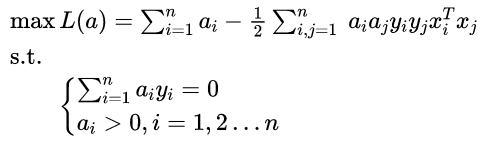 max L(a) = ∑_{i=1}^{n} a_i − \frac{1}{2} ∑_{i,j=1}^{n} a_i a_j y_i y_j x_i^T x_j
s.t.
∑_{i=1}^{n} a_i y_i = 0
a_i > 0, i = 1, 2 … n